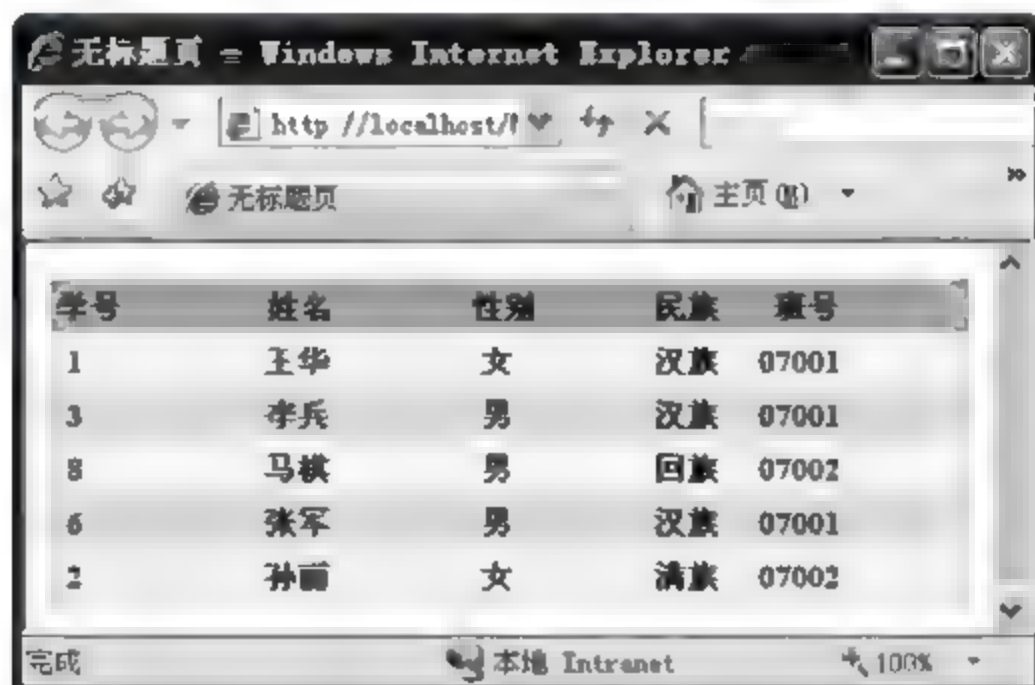 无标题页 - Windows Internet Explorer
http //localhost/
无标题页 主页(R)
学号 姓名 性别 民族 班号
1 王华 女 汉族 07001
3 李兵 男 汉族 07001
8 马棋 男 回族 07002
6 张军 男 汉族 07001
2 孙丽 女 满族 07002
完成 本地 Intranet 100%